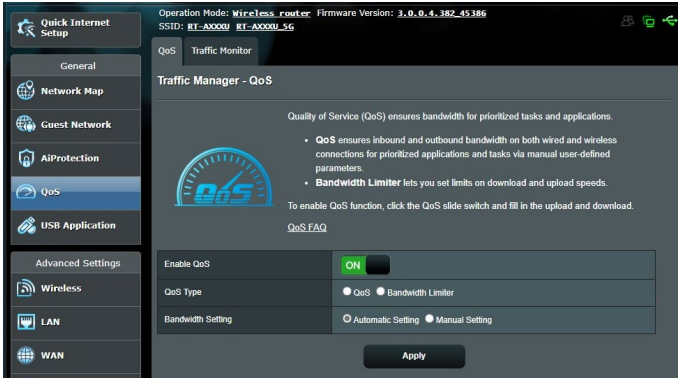 Quick Internet
Setup
Operation Mode: Wireless router Firmware Version: 3.0.0.4.382_45386
SSID: RT-AXXXU RT-AXXXU_5G
QoS Traffic Monitor
General
Network Map
Guest Network
AiProtection
QoS
USB Application
Advanced Settings
Wireless
LAN
WAN
Traffic Manager - QoS
QoS
Quality of Service (QoS) ensures bandwidth for prioritized tasks and applications.
• QoS ensures inbound and outbound bandwidth on both wired and wireless
connections for prioritized applications and tasks via manual user-defined
parameters.
• Bandwidth Limiter lets you set limits on download and upload speeds.
To enable QoS function, click the QoS slide switch and fill in the upload and download.
QoS FAQ
Enable QoS ON
QoS Type QoS Bandwidth Limiter
Bandwidth Setting Automatic Setting Manual Setting
Apply